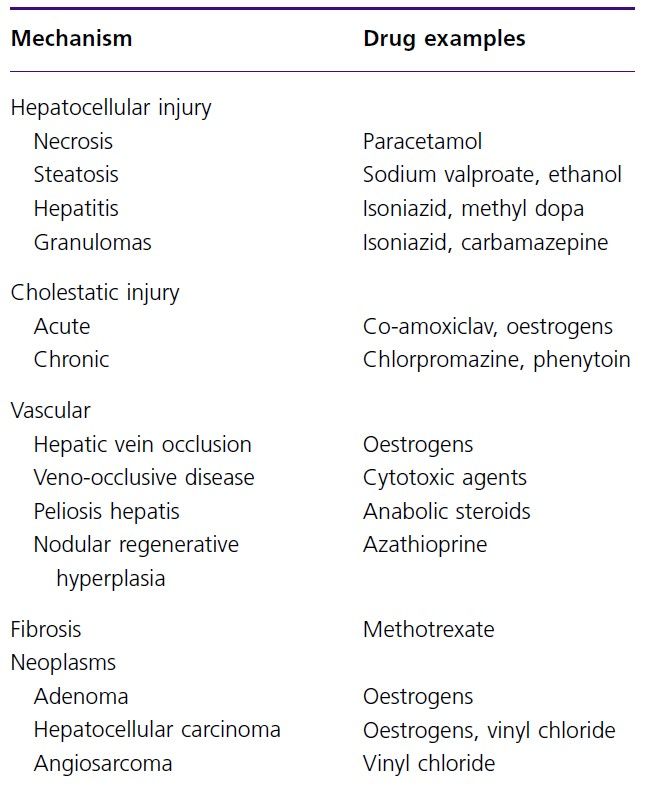 Mechanism Drug examples
Hepatocellular injury
Necrosis Paracetamol
Steatosis Sodium valproate, ethanol
Hepatitis Isoniazid, methyl dopa
Granulomas Isoniazid, carbamazepine
Cholestatic injury
Acute Co-amoxiclav, oestrogens
Chronic Chlorpromazine, phenytoin
Vascular
Hepatic vein occlusion Oestrogens
Veno-occlusive disease Cytotoxic agents
Peliosis hepatis Anabolic steroids
Nodular regenerative Azathioprine
hyperplasia
Fibrosis Methotrexate
Neoplasms
Adenoma Oestrogens
Hepatocellular carcinoma Oestrogens, vinyl chloride
Angiosarcoma Vinyl chloride